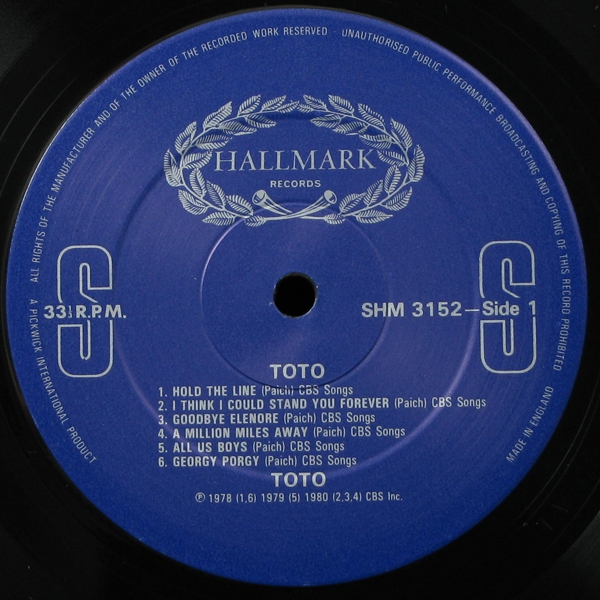 ALL RIGHTS OF THE MANUFACTURER AND OF THE OWNER OF THE RECORDED WORK RESERVED - UNAUTHORISED PUBLIC PERFORMANCE BROADCASTING AND COPYING OF THIS RECORD PROHIBITED
HALLMARK
RECORDS
S S
33⅓ R.P.M.
SHM 3152—Side 1
TOTO
1. HOLD THE LINE (Paich) CBS Songs
2. I THINK I COULD STAND YOU FOREVER (Paich) CBS Songs
3. GOODBYE ELENORE (Paich) CBS Songs
4. A MILLION MILES AWAY (Paich) CBS Songs
5. ALL US BOYS (Paich) CBS Songs
6. GEORGY PORGY (Paich) CBS Songs
TOTO
℗ 1978 (1,6) 1979 (5) 1980 (2,3,4) CBS Inc.
A PICKWICK INTERNATIONAL PRODUCT
MADE IN ENGLAND